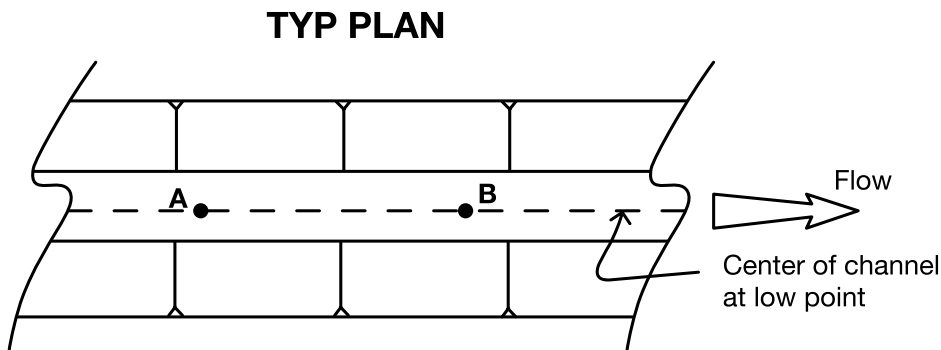 TYP PLAN
A
B
Flow
Center of channel
at low point